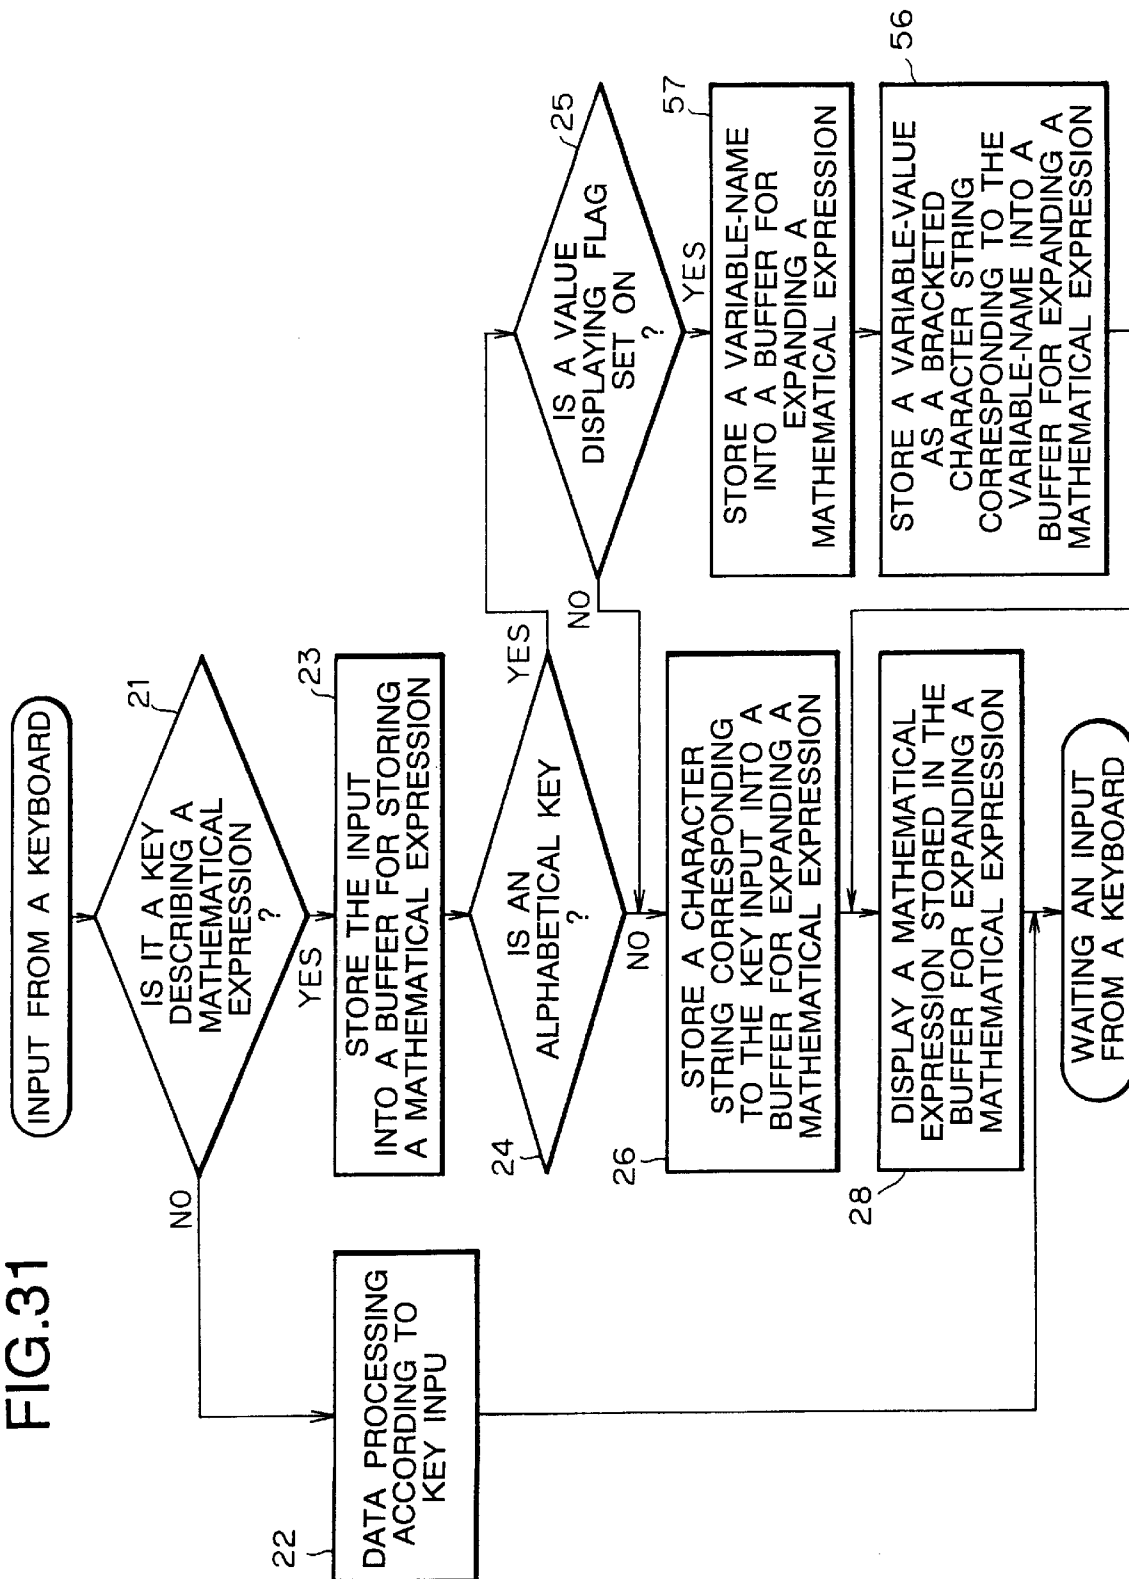 FIG.31
INPUT FROM A KEYBOARD
21
IS IT A KEY
DESCRIBING A
MATHEMATICAL
EXPRESSION
?
NO
YES
22
DATA PROCESSING
ACCORDING TO
KEY INPU
23
STORE THE INPUT
INTO A BUFFER FOR STORING
A MATHEMATICAL EXPRESSION
24
IS AN
ALPHABETICAL KEY
?
YES
NO
25
IS A VALUE
DISPLAYING FLAG
SET ON
?
NO
YES
57
STORE A VARIABLE-NAME
INTO A BUFFER FOR
EXPANDING A
MATHEMATICAL EXPRESSION
56
STORE A VARIABLE-VALUE
AS A BRACKETED
CHARACTER STRING
CORRESPONDING TO THE
VARIABLE-NAME INTO A
BUFFER FOR EXPANDING A
MATHEMATICAL EXPRESSION
26
STORE A CHARACTER
STRING CORRESPONDING
TO THE KEY INPUT INTO A
BUFFER FOR EXPANDING A
MATHEMATICAL EXPRESSION
28
DISPLAY A MATHEMATICAL
EXPRESSION STORED IN THE
BUFFER FOR EXPANDING A
MATHEMATICAL EXPRESSION
WAITING AN INPUT
FROM A KEYBOARD